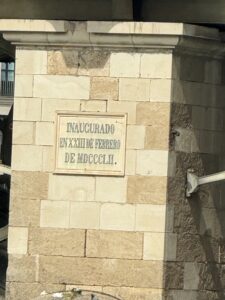 INAUGURADO
EN XXIII DE FEBRERO
DE MDCCCLII.